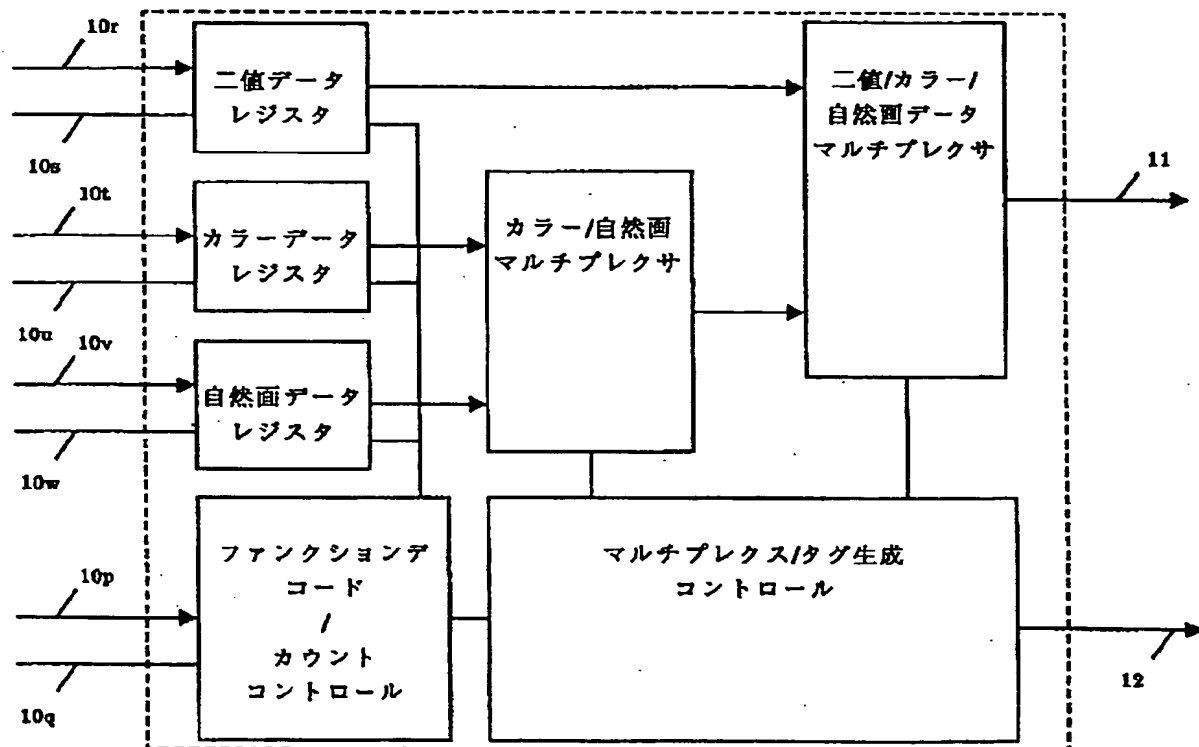 10r
二値データ
レジスタ
10s
10t
カラーデータ
レジスタ
10u
10v
自然面データ
レジスタ
10w
カラー/自然画
マルチプレクサ
二値/カラー/
自然画データ
マルチプレクサ
11
10p
ファンクションデ
コード
/
カウント
コントロール
10q
マルチプレクス/タグ生成
コントロール
12